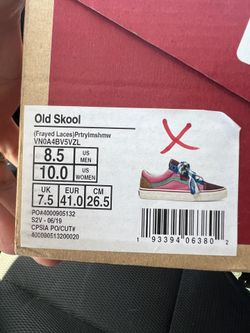 Old Skool
(Frayed Laces)Prtrylmshmw
VN0A4BV5VZL
8.5 US MEN 10.0 US WOMEN
UK EUR CM
7.5 41.0 26.5
PO#4000905132
S2V - 06/19
CPSIA PO/CUT#
400090513200020
1 93394 06380 2